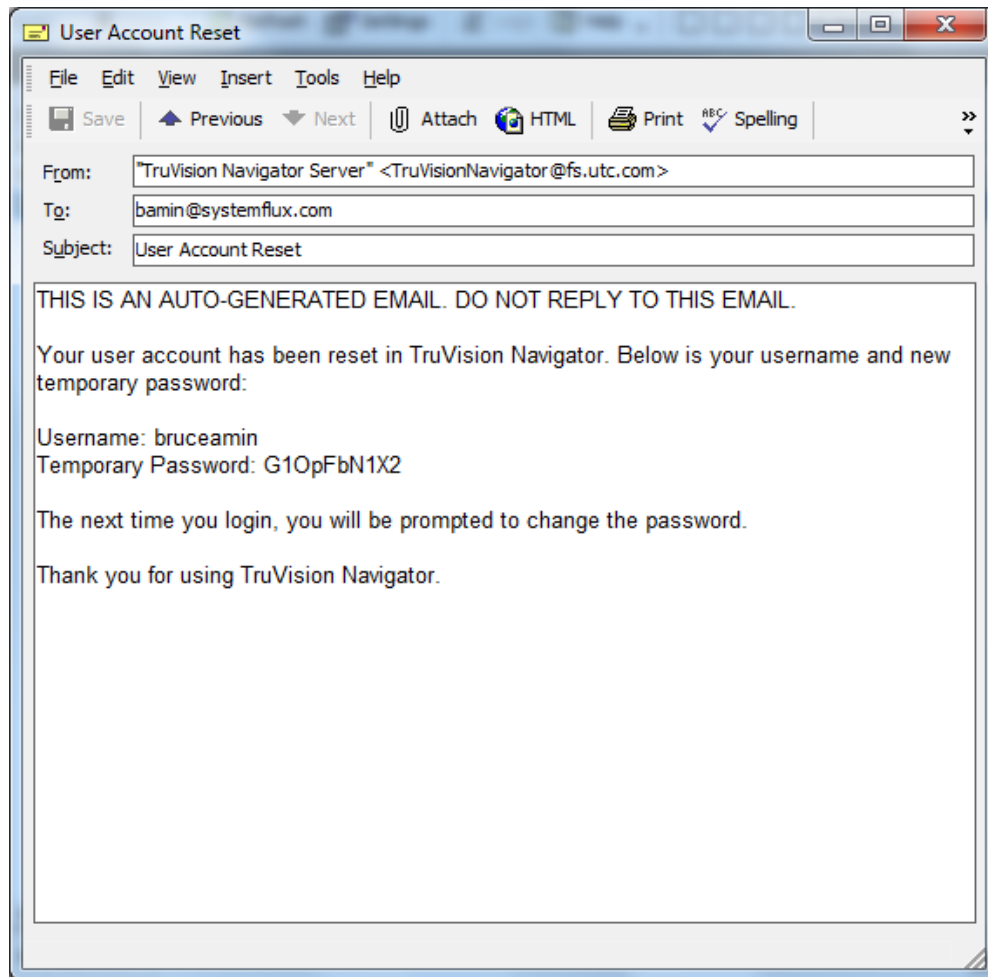 User Account Reset
File Edit View Insert Tools Help
Save Previous Next Attach HTML Print ABC Spelling
From: "TruVision Navigator Server" <TruVisionNavigator@fs.utc.com>
To: bamin@systemflux.com
Subject: User Account Reset
THIS IS AN AUTO-GENERATED EMAIL. DO NOT REPLY TO THIS EMAIL.
Your user account has been reset in TruVision Navigator. Below is your username and new
temporary password:
Username: bruceamin
Temporary Password: G1OpFbN1X2
The next time you login, you will be prompted to change the password.
Thank you for using TruVision Navigator.